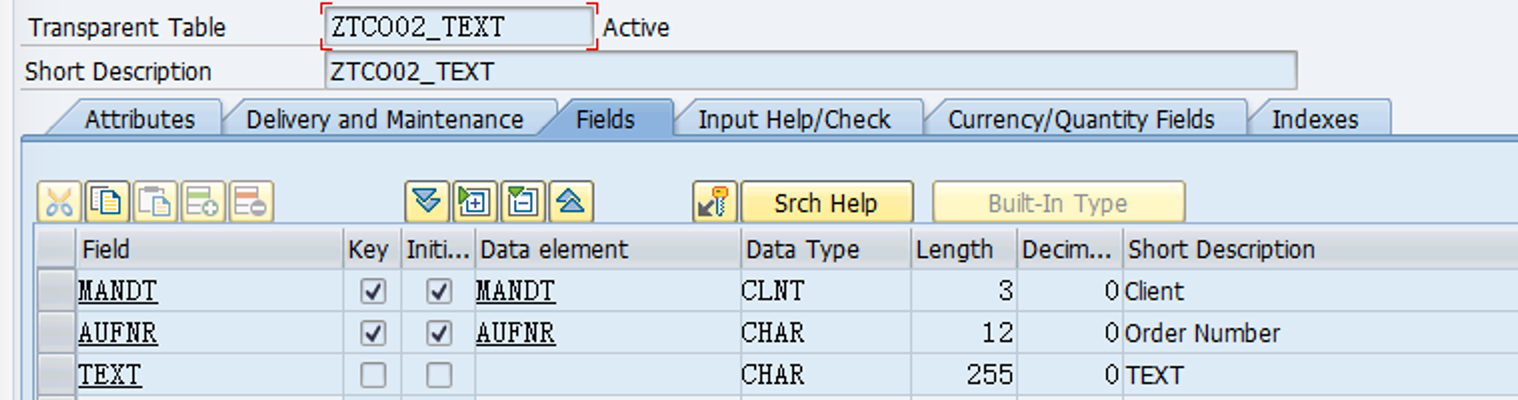 Transparent Table ZTCO02_TEXT Active
Short Description ZTCO02_TEXT
Attributes Delivery and Maintenance Fields Input Help/Check Currency/Quantity Fields Indexes
Srch Help Built-In Type
Field Key Initi... Data element Data Type Length Decim... Short Description
MANDT MANDT CLNT 3 0 Client
AUFNR AUFNR CHAR 12 0 Order Number
TEXT CHAR 255 0 TEXT